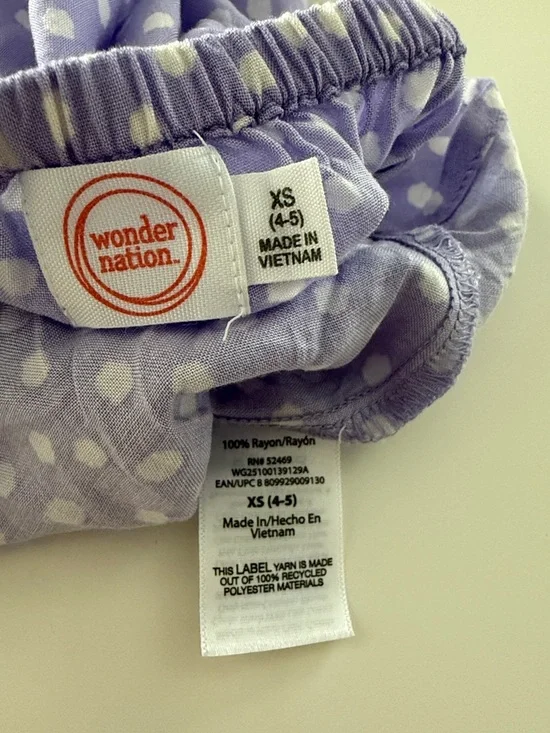 wonder
nation™
XS
(4-5)
MADE IN
VIETNAM
100% Rayon/Rayón
RN# 52469
WG25100139129A
EAN/UPC 8 809929009130
XS (4-5)
Made In/Hecho En
Vietnam
THIS LABEL YARN IS MADE
OUT OF 100% RECYCLED
POLYESTER MATERIALS